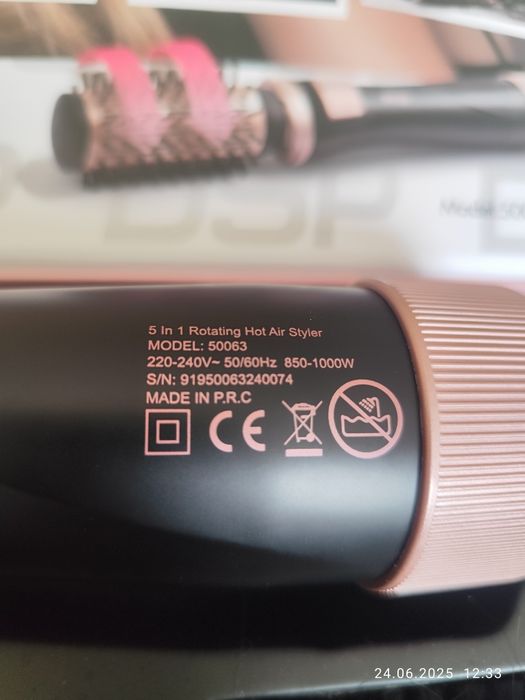 DSP
5 In 1 Rotating Hot Air Styler
MODEL: 50063
220-240V~ 50/60Hz 850-1000W
S/N: 91950063240074
MADE IN P.R.C
CE
24.06.2025 12:33